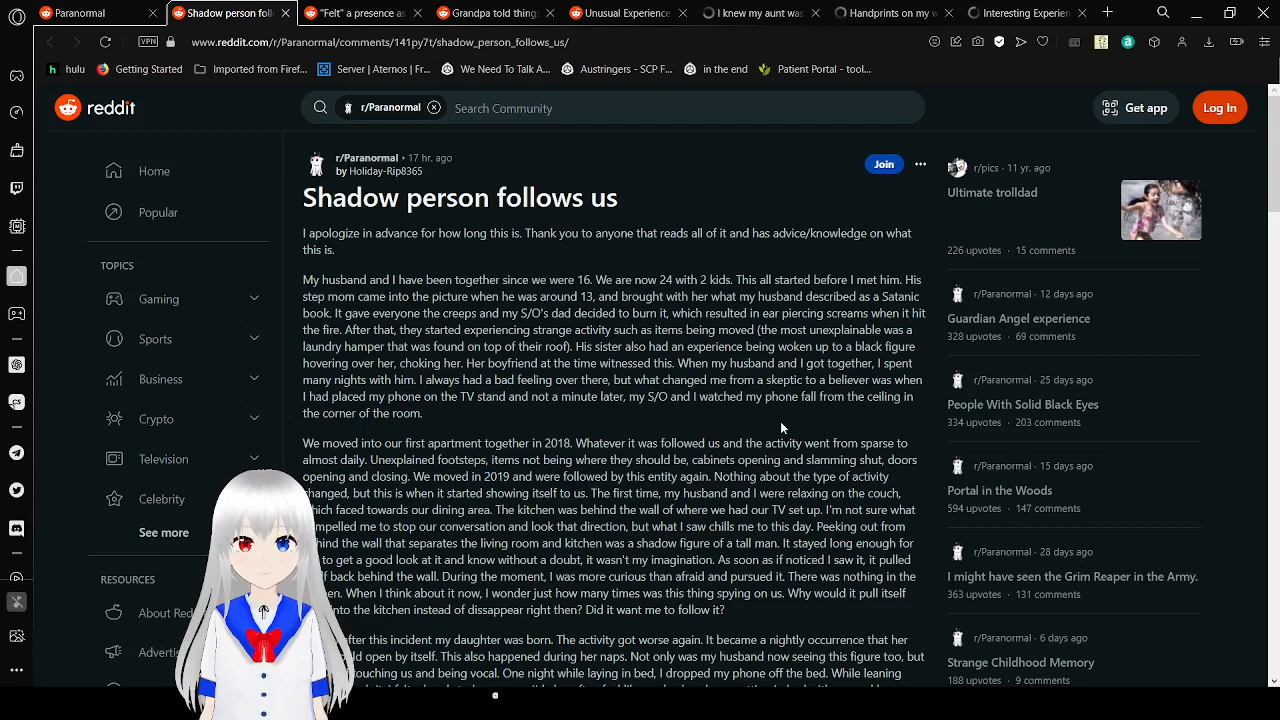 Paranormal
Shadow person foll
"Felt" a presence as
Grandpa told things
Unusual Experience
I knew my aunt was
Handprints on my w
Interesting Experien
VPN
www.reddit.com/r/Paranormal/comments/141py7t/shadow_person_follows_us/
h hulu
Getting Started
Imported from Firef...
Server | Aternos | Fr...
We Need To Talk A...
Austringers - SCP F...
in the end
Patient Portal - tool...
reddit
r/Paranormal
Search Community
Get app
Log In
Home
Popular
TOPICS
Gaming
Sports
Business
Crypto
Television
Celebrity
See more
RESOURCES
About Redd
Advertis
r/Paranormal • 17 hr. ago
by Holiday-Rip8365
Join
Shadow person follows us
I apologize in advance for how long this is. Thank you to anyone that reads all of it and has advice/knowledge on what
this is.
My husband and I have been together since we were 16. We are now 24 with 2 kids. This all started before I met him. His
step mom came into the picture when he was around 13, and brought with her what my husband described as a Satanic
book. It gave everyone the creeps and my S/O's dad decided to burn it, which resulted in ear piercing screams when it hit
the fire. After that, they started experiencing strange activity such as items being moved (the most unexplainable was a
laundry hamper that was found on top of their roof). His sister also had an experience being woken up to a black figure
hovering over her, choking her. Her boyfriend at the time witnessed this. When my husband and I got together, I spent
many nights with him. I always had a bad feeling over there, but what changed me from a skeptic to a believer was when
I had placed my phone on the TV stand and not a minute later, my S/O and I watched my phone fall from the ceiling in
the corner of the room.
We moved into our first apartment together in 2018. Whatever it was followed us and the activity went from sparse to
almost daily. Unexplained footsteps, items not being where they should be, cabinets opening and slamming shut, doors
opening and closing. We moved in 2019 and were followed by this entity again. Nothing about the type of activity
hanged, but this is when it started showing itself to us. The first time, my husband and I were relaxing on the couch,
hich faced towards our dining area. The kitchen was behind the wall of where we had our TV set up. I'm not sure what
mpelled me to stop our conversation and look that direction, but what I saw chills me to this day. Peeking out from
hind the wall that separates the living room and kitchen was a shadow figure of a tall man. It stayed long enough for
to get a good look at it and know without a doubt, it wasn't my imagination. As soon as if noticed I saw it, it pulled
lf back behind the wall. During the moment, I was more curious than afraid and pursued it. There was nothing in the
en. When I think about it now, I wonder just how many times was this thing spying on us. Why would it pull itself
into the kitchen instead of dissappear right then? Did it want me to follow it?
after this incident my daughter was born. The activity got worse again. It became a nightly occurrence that her
ld open by itself. This also happened during her naps. Not only was my husband now seeing this figure too, but
ouching us and being vocal. One night while laying in bed, I dropped my phone off the bed. While leaning
r/pics • 11 yr. ago
Ultimate trolldad
226 upvotes • 15 comments
r/Paranormal • 12 days ago
Guardian Angel experience
328 upvotes • 69 comments
r/Paranormal • 25 days ago
People With Solid Black Eyes
334 upvotes • 203 comments
r/Paranormal • 15 days ago
Portal in the Woods
594 upvotes • 147 comments
r/Paranormal • 28 days ago
I might have seen the Grim Reaper in the Army.
363 upvotes • 131 comments
r/Paranormal • 6 days ago
Strange Childhood Memory
188 upvotes • 9 comments